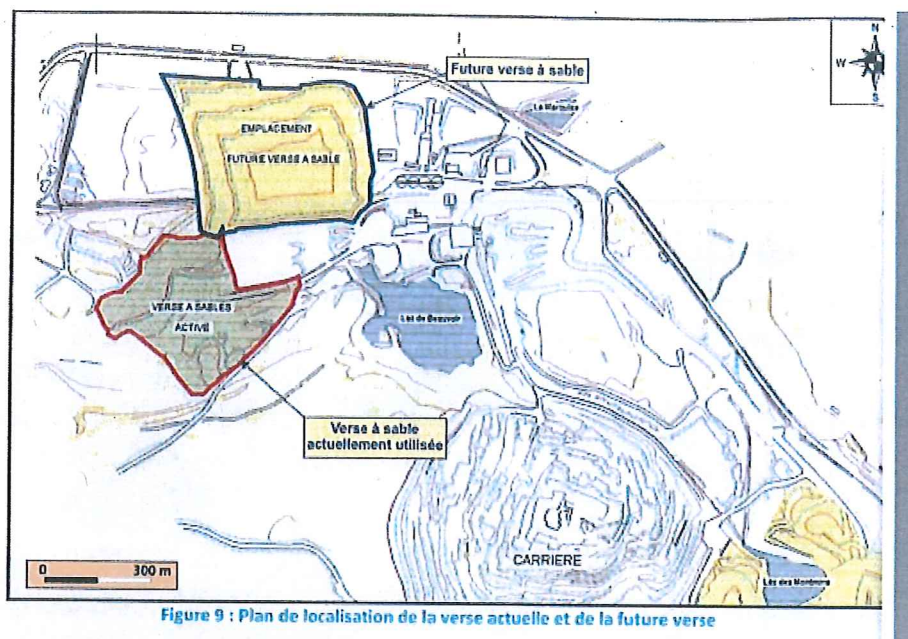 N
W
S
Future verse à sable
EMPLACEMENT
FUTURE VERSE A SABLE
VERSE A SABLES
ACTIVE
Lac de Beauvoir
Verse à sable
actuellement utilisée
CARRIERE
0 300 m
Figure 9 : Plan de localisation de la verse actuelle et de la future verse